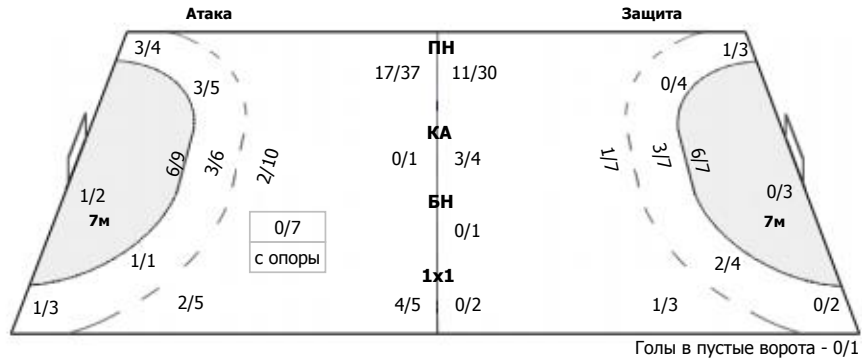 Атака Защита
ПН
3/4 1/3
17/37 11/30
3/5 0/4
КА
0/1 3/4
6/9 3/6 2/10 1/7 3/7 6/7
1/2 0/3
БН
7м 7м
0/7 0/1
с опоры
1/1 2/4
1x1
1/3 2/5 4/5 0/2 1/3 0/2
Голы в пустые ворота - 0/1